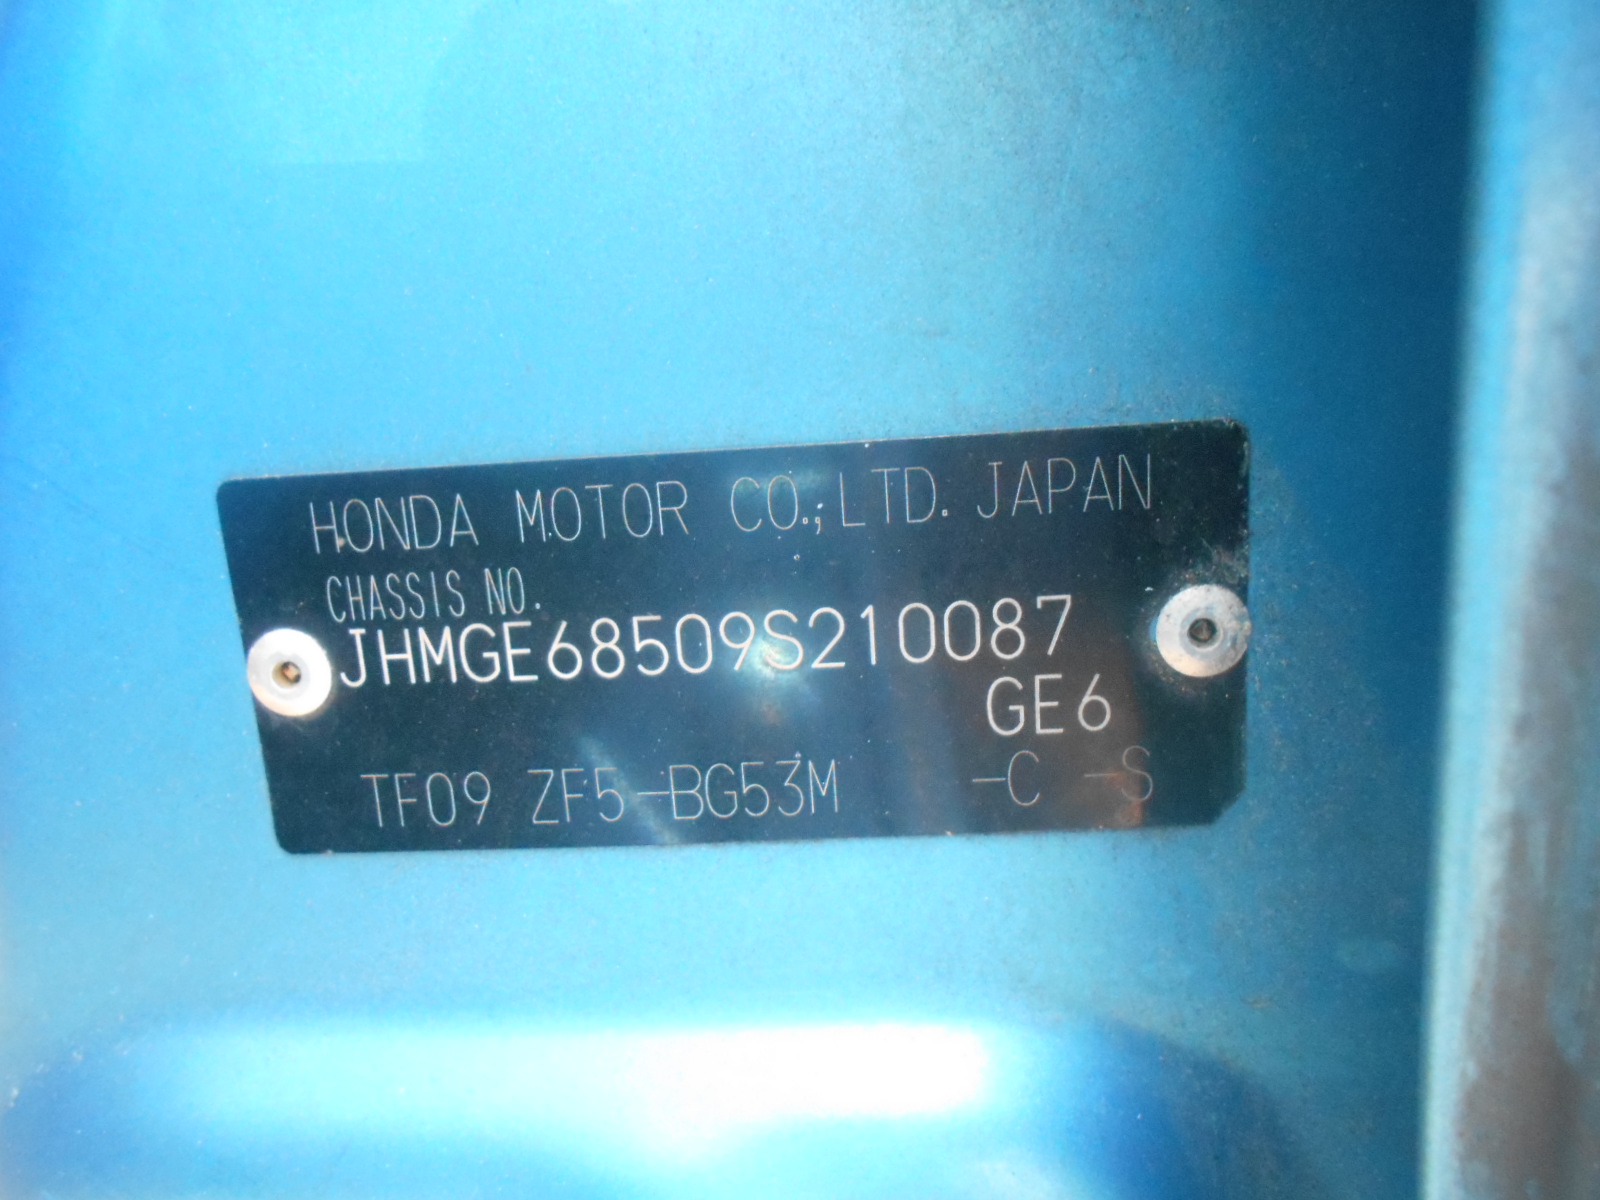 HONDA MOTOR CO., LTD. JAPAN
CHASSIS NO.
JHMGE68509S210087
GE6
TF09 ZF5-BG53M -C -S